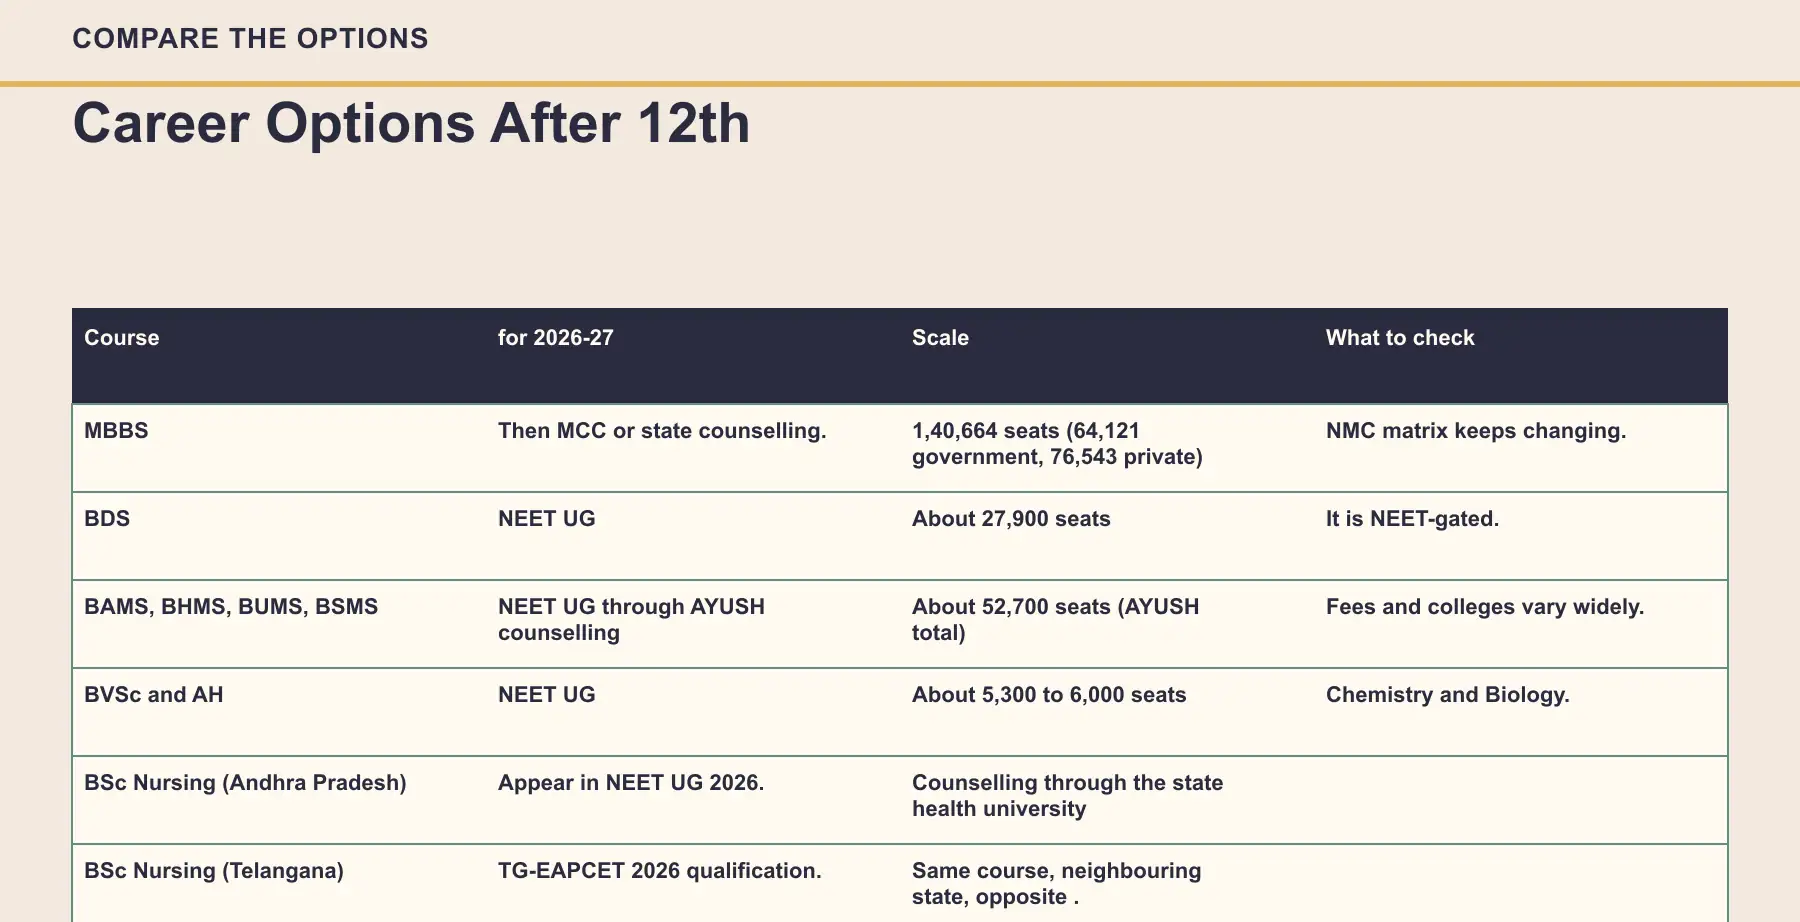 COMPARE THE OPTIONS
Career Options After 12th
Course for 2026-27 Scale What to check
MBBS Then MCC or state counselling. 1,40,664 seats (64,121
government, 76,543 private) NMC matrix keeps changing.
BDS NEET UG About 27,900 seats It is NEET-gated.
BAMS, BHMS, BUMS, BSMS NEET UG through AYUSH
counselling About 52,700 seats (AYUSH
total) Fees and colleges vary widely.
BVSc and AH NEET UG About 5,300 to 6,000 seats Chemistry and Biology.
BSc Nursing (Andhra Pradesh) Appear in NEET UG 2026. Counselling through the state
health university
BSc Nursing (Telangana) TG-EAPCET 2026 qualification. Same course, neighbouring
state, opposite .